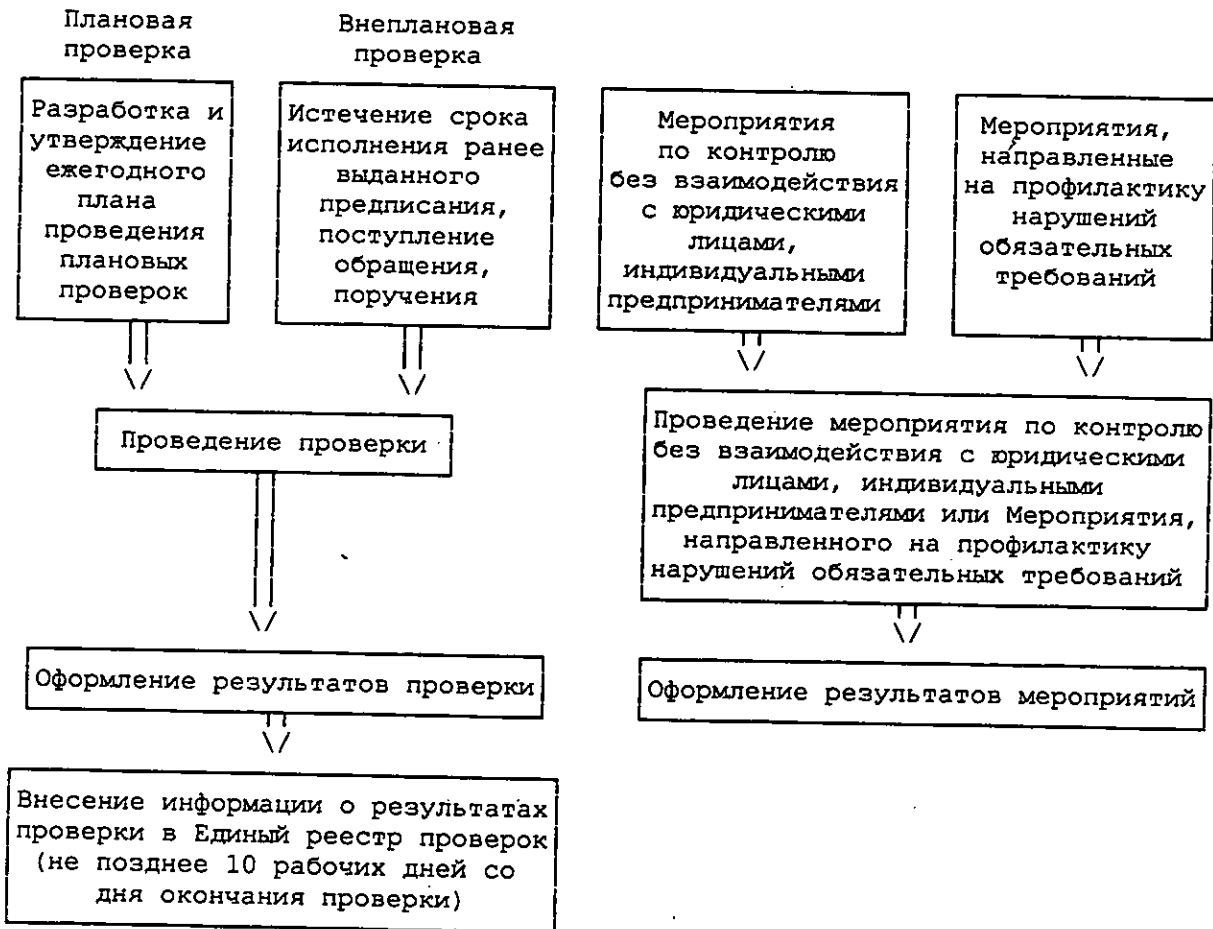 Плановая
проверка
Внеплановая
проверка
Разработка и
утверждение
ежегодного
плана
проведения
плановых
проверок
Истечение срока
исполнения ранее
выданного
предписания,
поступление
обращения,
поручения
Мероприятия
по контролю
без взаимодействия
с юридическими
лицами,
индивидуальными
предпринимателями
Мероприятия,
направленные
на профилактику
нарушений
обязательных
требований
Проведение проверки
Проведение мероприятия по контролю
без взаимодействия с юридическими
лицами, индивидуальными
предпринимателями или Мероприятия,
направленного на профилактику
нарушений обязательных требований
Оформление результатов проверки
Оформление результатов мероприятий
Внесение информации о результатах
проверки в Единый реестр проверок
(не позднее 10 рабочих дней со
дня окончания проверки)